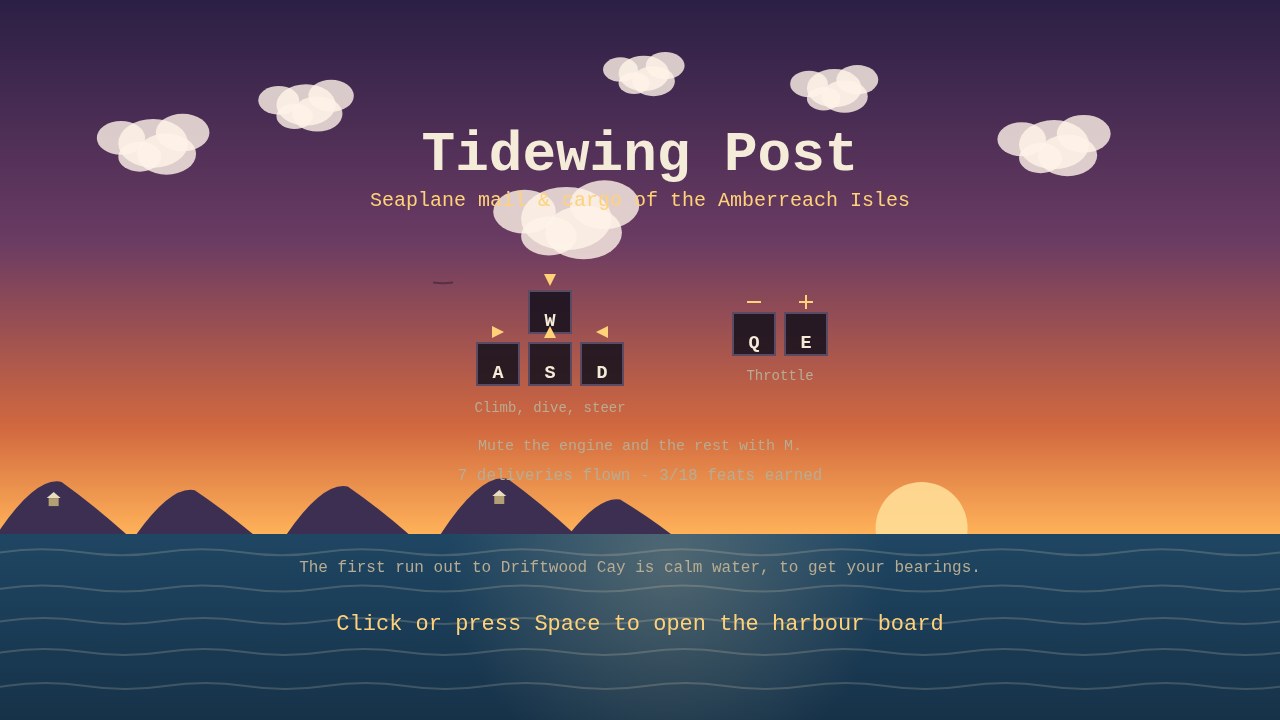 Tidewing Post
Seaplane mail & cargo of the Amberreach Isles
W
Q E
A S D
Throttle
Climb, dive, steer
Mute the engine and the rest with M.
7 deliveries flown - 3/18 feats earned
The first run out to Driftwood Cay is calm water, to get your bearings.
Click or press Space to open the harbour board